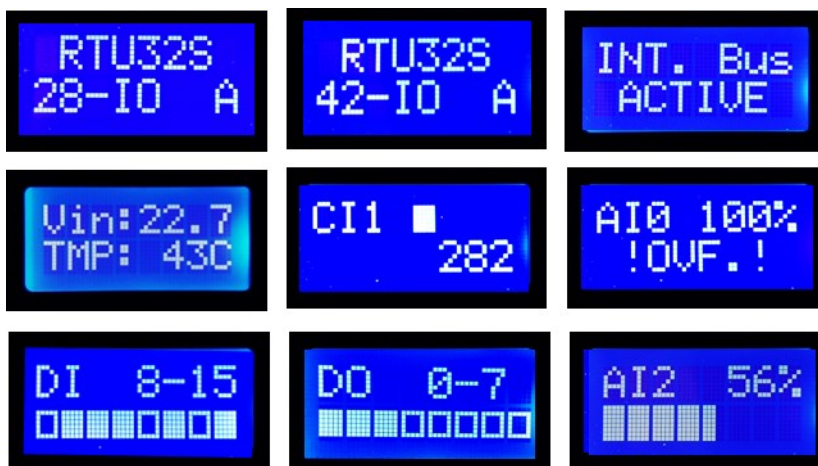 RTU32S
28-IO A
RTU32S
42-IO A
INT. Bus
ACTIVE
Vin:22.7
TMP: 43C
CI1
282
AI0 100%
!OVF.!
DI 8-15
DO 0-7
AI2 56%